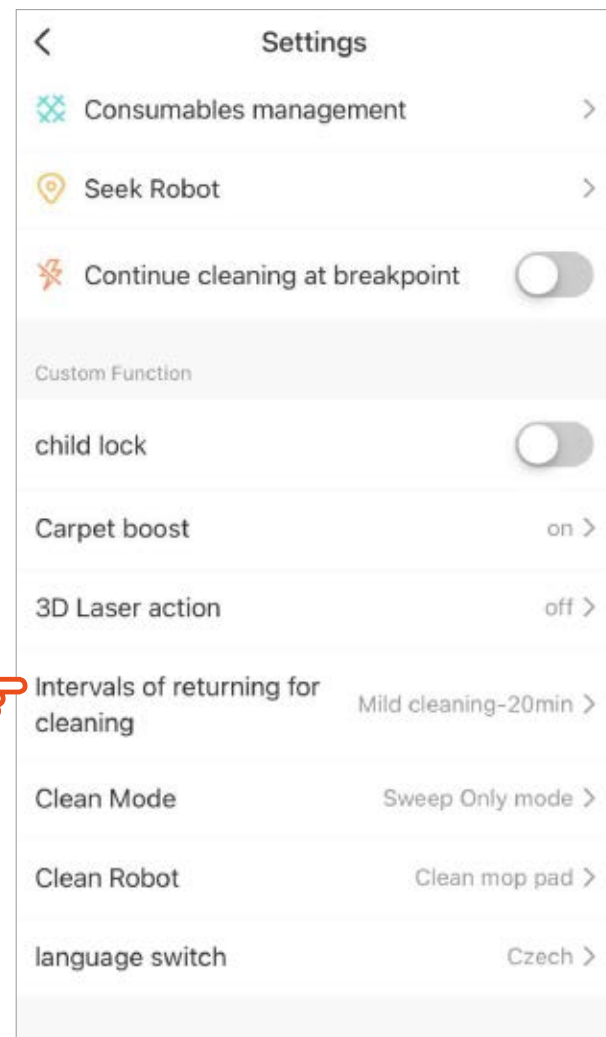 Settings
Consumables management
Seek Robot
Continue cleaning at breakpoint
Custom Function
child lock
Carpet boost on
3D Laser action off
Intervals of returning for
cleaning Mild cleaning-20min
Clean Mode Sweep Only mode
Clean Robot Clean mop pad
language switch Czech